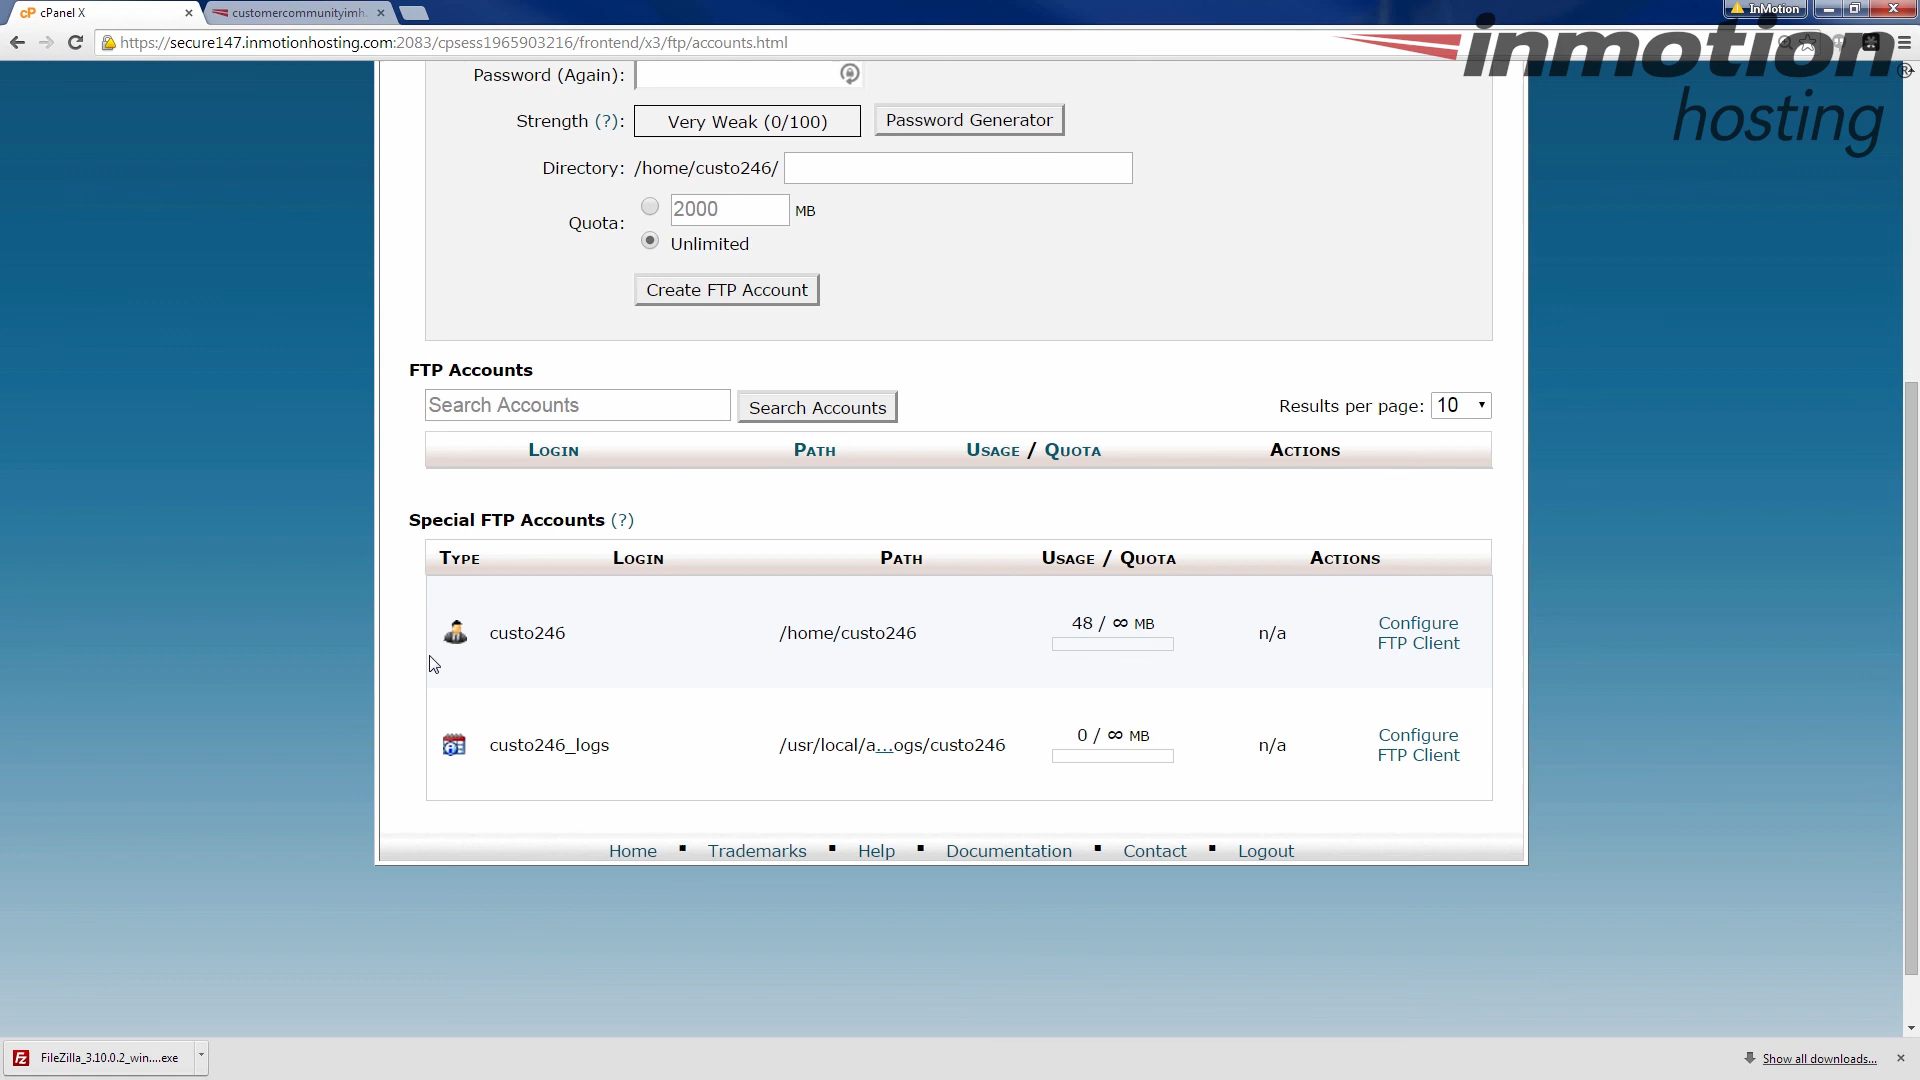 cP cPanel X
customercommunityimh.
InMotion
https://secure147.inmotionhosting.com:2083/cpsess1965903216/frontend/x3/ftp/accounts.html
inmotion
hosting
Password (Again):
Strength (?): Very Weak (0/100) Password Generator
Directory: /home/custo246/
Quota: 2000 MB
Unlimited
Create FTP Account
FTP Accounts
Search Accounts Search Accounts Results per page: 10
Login Path Usage / Quota Actions
Special FTP Accounts (?)
Type Login Path Usage / Quota Actions
custo246 /home/custo246 48 / ∞ MB n/a Configure FTP Client
custo246_logs /usr/local/a...ogs/custo246 0 / ∞ MB n/a Configure FTP Client
Home ▪ Trademarks ▪ Help ▪ Documentation ▪ Contact ▪ Logout
Fz FileZilla_3.10.0.2_win....exe Show all downloads...